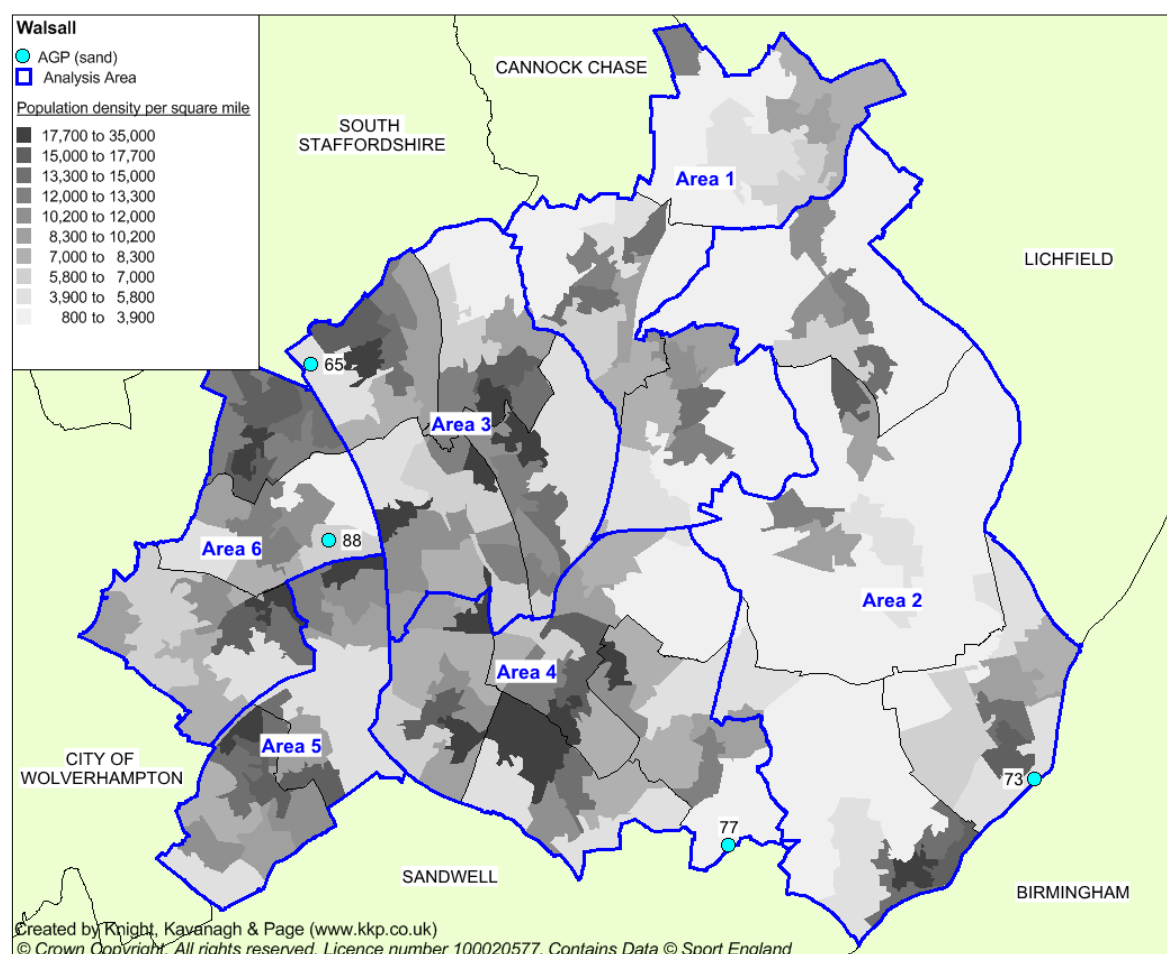 Walsall
AGP (sand)
Analysis Area
Population density per square mile
17,700 to 35,000
15,000 to 17,700
13,300 to 15,000
12,000 to 13,300
10,200 to 12,000
8,300 to 10,200
7,000 to 8,300
5,800 to 7,000
3,900 to 5,800
800 to 3,900
CANNOCK CHASE
SOUTH
STAFFORDSHIRE
Area 1
LICHFIELD
65
Area 3
88
Area 6
Area 2
Area 4
Area 5
CITY OF
WOLVERHAMPTON
73
77
SANDWELL
BIRMINGHAM
Created by Knight, Kavanagh & Page (www.kkp.co.uk)
© Crown Copyright. All rights reserved. Licence number 100020577. Contains Data © Sport England